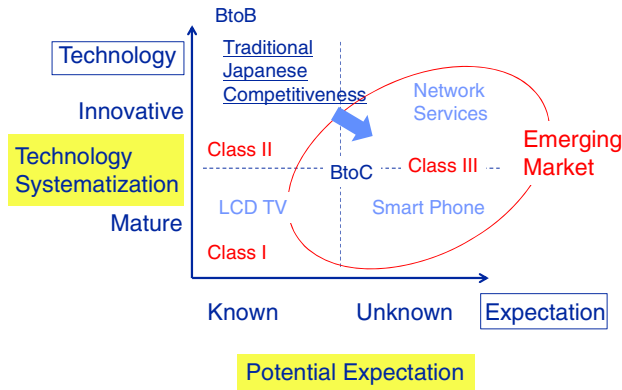 BtoB
Technology
Traditional
Japanese
Competitiveness
Network
Services
Innovative
Emerging
Market
Technology
Systematization
Class II
BtoC
Class III
LCD TV
Smart Phone
Mature
Class I
Known
Unknown
Expectation
Potential Expectation